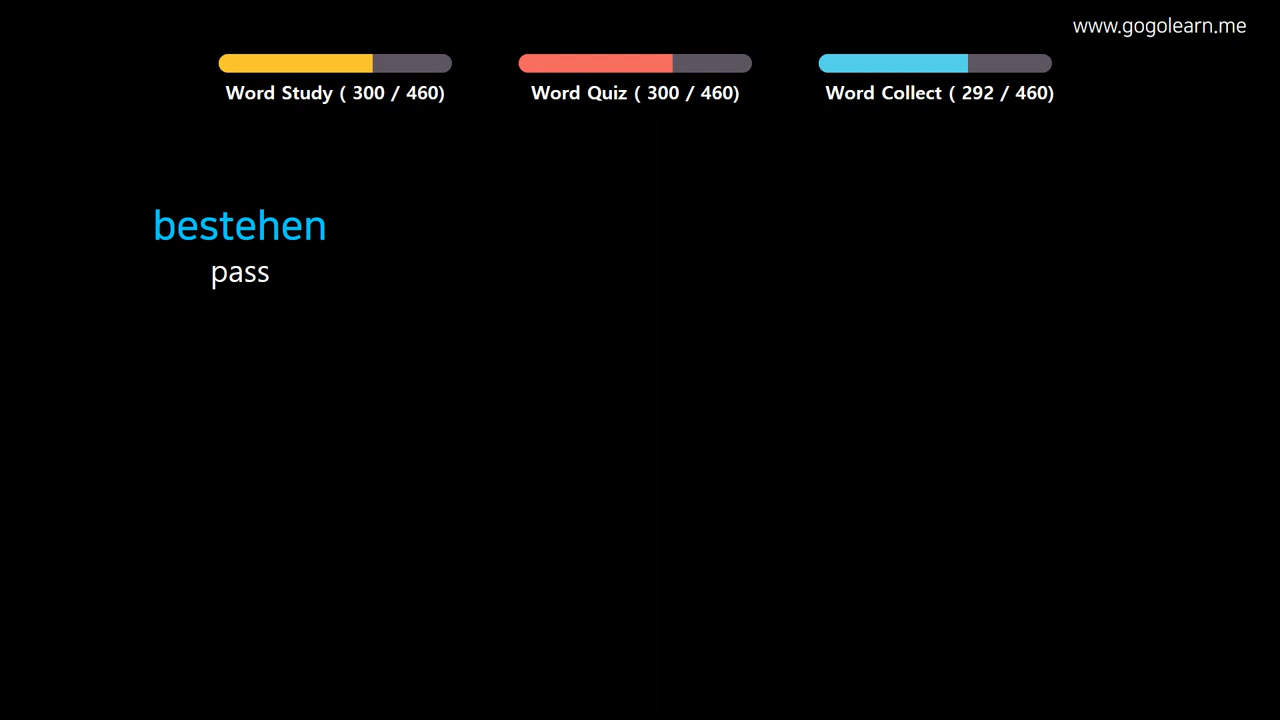 www.gogolearn.me
Word Study ( 300 / 460)
Word Quiz ( 300 / 460)
Word Collect ( 292 / 460)
bestehen
pass